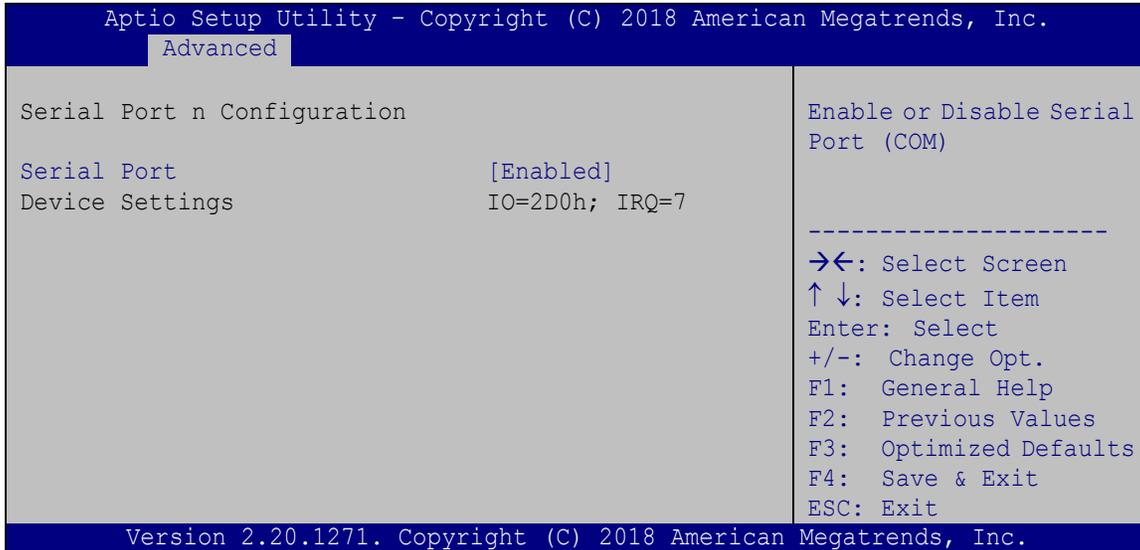 Aptio Setup Utility – Copyright (C) 2018 American Megatrends, Inc.
Advanced
Serial Port n Configuration
Serial Port [Enabled]
Device Settings IO=2D0h; IRQ=7
Enable or Disable Serial
Port (COM)
---------------------
→←: Select Screen
↑ ↓: Select Item
Enter: Select
+/-: Change Opt.
F1: General Help
F2: Previous Values
F3: Optimized Defaults
F4: Save & Exit
ESC: Exit
Version 2.20.1271. Copyright (C) 2018 American Megatrends, Inc.